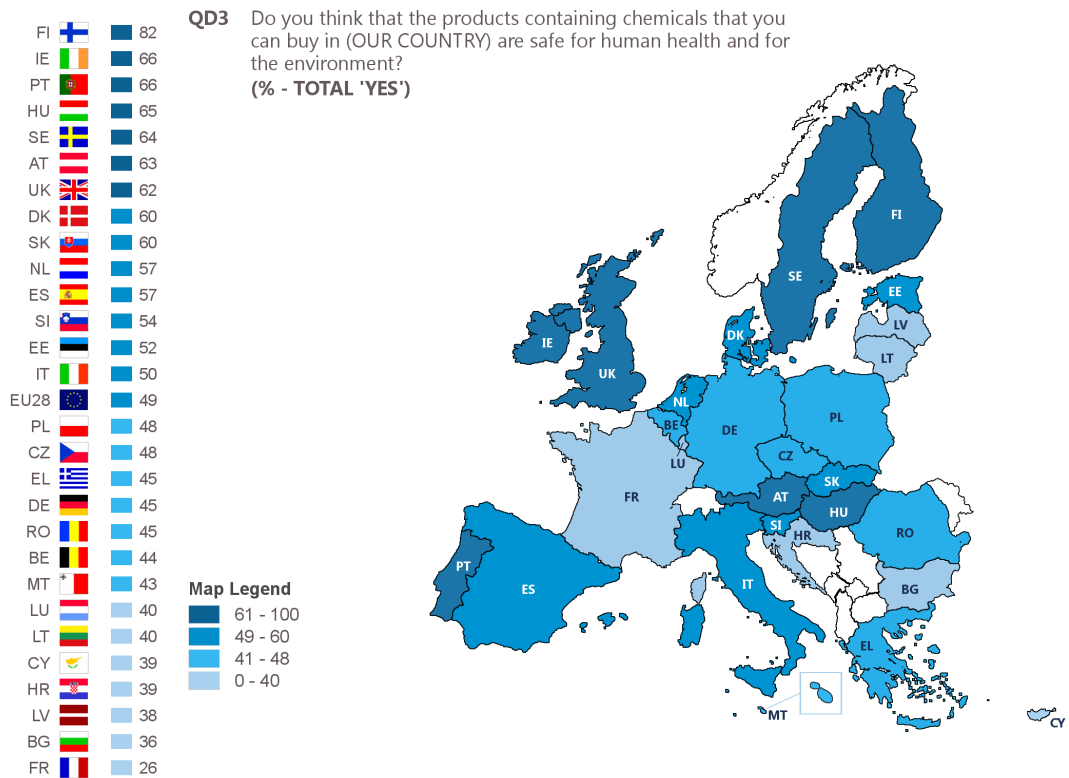 QD3 Do you think that the products containing chemicals that you
can buy in (OUR COUNTRY) are safe for human health and for
the environment?
(% - TOTAL 'YES')
FI 82
IE 66
PT 66
HU 65
SE 64
AT 63
UK 62
DK 60
SK 60
NL 57
ES 57
SI 54
EE 52
IT 50
EU28 49
PL 48
CZ 48
EL 45
DE 45
RO 45
BE 44
MT 43
LU 40
LT 40
CY 39
HR 39
LV 38
BG 36
FR 26
Map Legend
61 - 100
49 - 60
41 - 48
0 - 40
FI
SE
EE
LV
LT
DK
IE
UK
NL
BE
DE
PL
LU
CZ
SK
FR
AT
HU
SI
HR
RO
PT
ES
IT
BG
EL
MT
CY